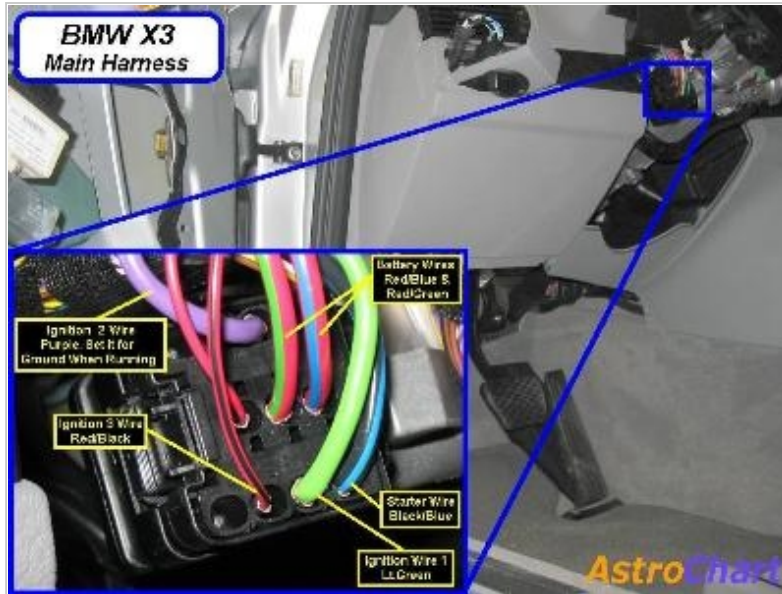 BMW X3
Main Harness
Battery Wires
Red/Blue &
Red/Green
Ignition 2 Wire
Purple. Set It for
Ground When Running
Ignition 3 Wire
Red/Black
Starter Wire
Black/Blue
Ignition Wire 1
Lt.Green
AstroChart